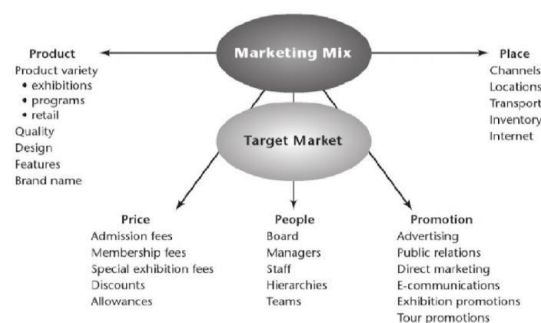 Marketing Mix
Product
Product variety
• exhibitions
• programs
• retail
Quality
Design
Features
Brand name
Place
Channels
Locations
Transport
Inventory
Internet
Target Market
Price
Admission fees
Membership fees
Special exhibition fees
Discounts
Allowances
People
Board
Managers
Staff
Hierarchies
Teams
Promotion
Advertising
Public relations
Direct marketing
E-communications
Exhibition promotions
Tour promotions